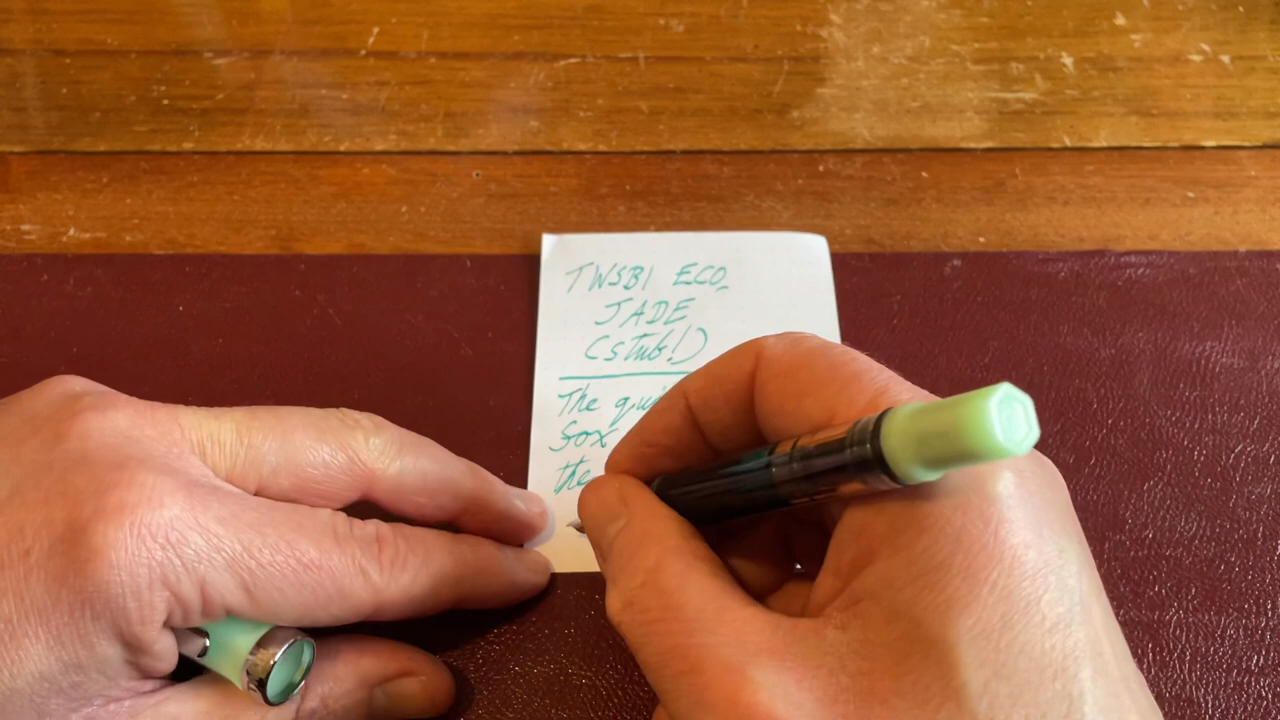 TWSBI ECO
JADE
(stub!)
The
fox
the